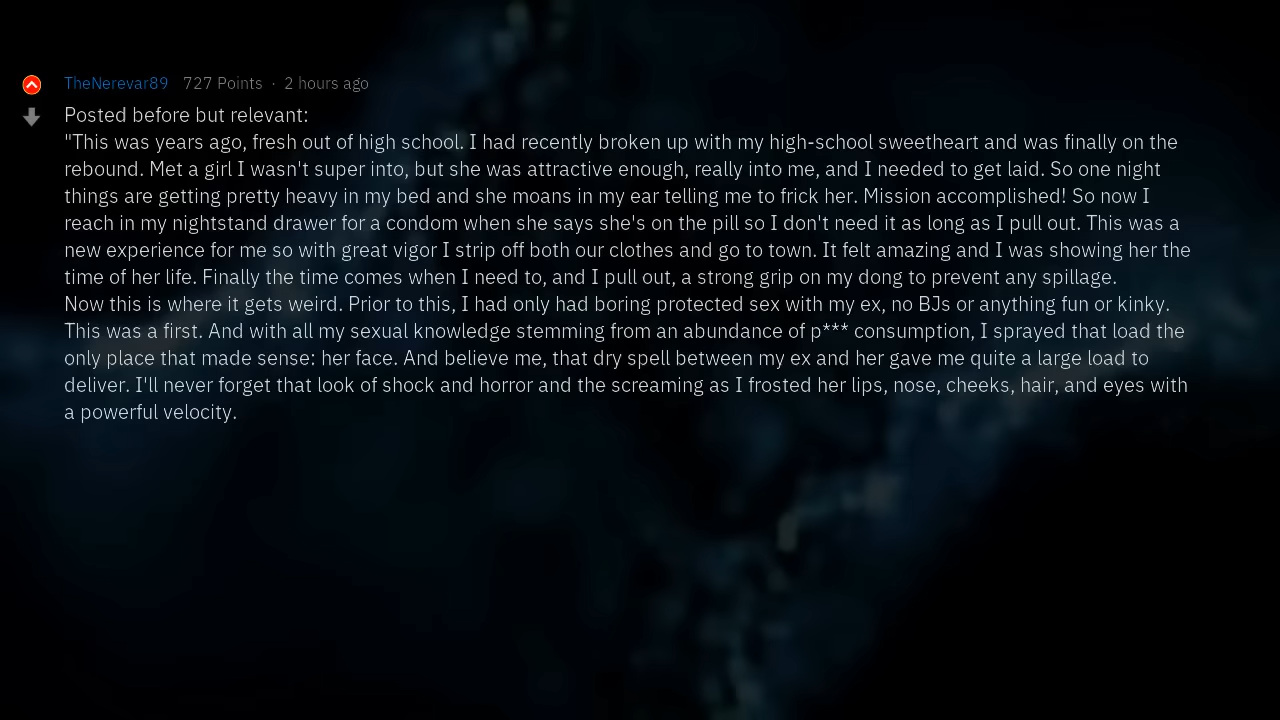 TheNerevar89 727 Points · 2 hours ago
Posted before but relevant:
"This was years ago, fresh out of high school. I had recently broken up with my high-school sweetheart and was finally on the
rebound. Met a girl I wasn't super into, but she was attractive enough, really into me, and I needed to get laid. So one night
things are getting pretty heavy in my bed and she moans in my ear telling me to frick her. Mission accomplished! So now I
reach in my nightstand drawer for a condom when she says she's on the pill so I don't need it as long as I pull out. This was a
new experience for me so with great vigor I strip off both our clothes and go to town. It felt amazing and I was showing her the
time of her life. Finally the time comes when I need to, and I pull out, a strong grip on my dong to prevent any spillage.
Now this is where it gets weird. Prior to this, I had only had boring protected sex with my ex, no BJs or anything fun or kinky.
This was a first. And with all my sexual knowledge stemming from an abundance of p*** consumption, I sprayed that load the
only place that made sense: her face. And believe me, that dry spell between my ex and her gave me quite a large load to
deliver. I'll never forget that look of shock and horror and the screaming as I frosted her lips, nose, cheeks, hair, and eyes with
a powerful velocity.